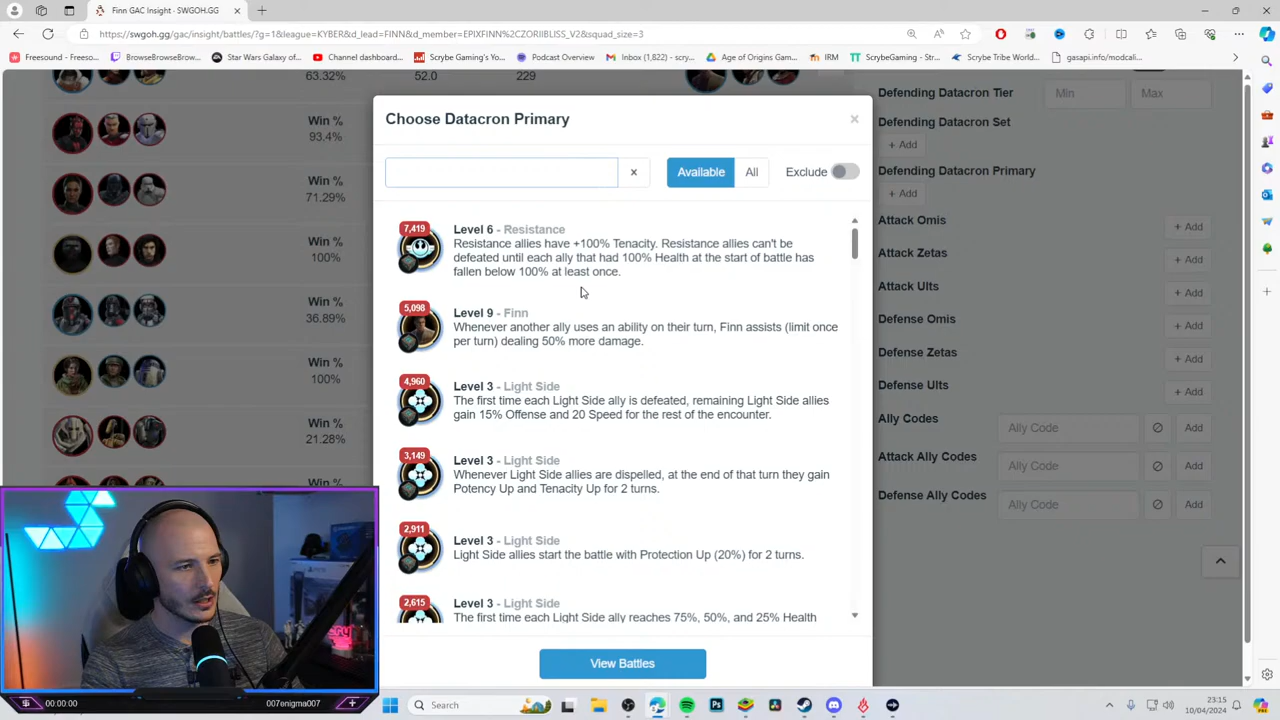 Finn GAC Insight - SWGOH.GG
https://swgoh.gg/gac/insight/battles/?g=1&league=KYBER&d_lead=FINN&d_member=EPIXFINN%2CZORIIBLISS_V2&squad_size=3
Freesound - Freeso...
BrowseBrowseBrow...
Star Wars Galaxy of...
Channel dashboard...
Scrybe Gaming's Yo...
Podcast Overview
Inbox (1,822) - scry...
Age of Origins Gam...
ScrybeGaming - Str...
Scrybe Tribe World...
gasapi.info/modcali...
63.32%
52.0
229
Win %
93.4%
Win %
71.29%
Win %
100%
Win %
36.89%
Win %
100%
Win %
21.28%
Win %
Choose Datacron Primary
×
×
Available
All
Exclude
7,419
Level 6 - Resistance
Resistance allies have +100% Tenacity. Resistance allies can't be
defeated until each ally that had 100% Health at the start of battle has
fallen below 100% at least once.
5,098
Level 9 - Finn
Whenever another ally uses an ability on their turn, Finn assists (limit once
per turn) dealing 50% more damage.
4,960
Level 3 - Light Side
The first time each Light Side ally is defeated, remaining Light Side allies
gain 15% Offense and 20 Speed for the rest of the encounter.
3,149
Level 3 - Light Side
Whenever Light Side allies are dispelled, at the end of that turn they gain
Potency Up and Tenacity Up for 2 turns.
2,911
Level 3 - Light Side
Light Side allies start the battle with Protection Up (20%) for 2 turns.
2,615
Level 3 - Light Side
The first time each Light Side ally reaches 75%, 50%, and 25% Health
View Battles
Defending Datacron Tier
Min
Max
Defending Datacron Set
+ Add
Defending Datacron Primary
+ Add
Attack Omis
+ Add
Attack Zetas
+ Add
Attack Ults
+ Add
Defense Omis
+ Add
Defense Zetas
+ Add
Defense Ults
+ Add
Ally Codes
Ally Code
Add
Attack Ally Codes
Ally Code
Add
Defense Ally Codes
Ally Code
Add
00:00:00
007enigma007
Search
23:15
10/04/2024